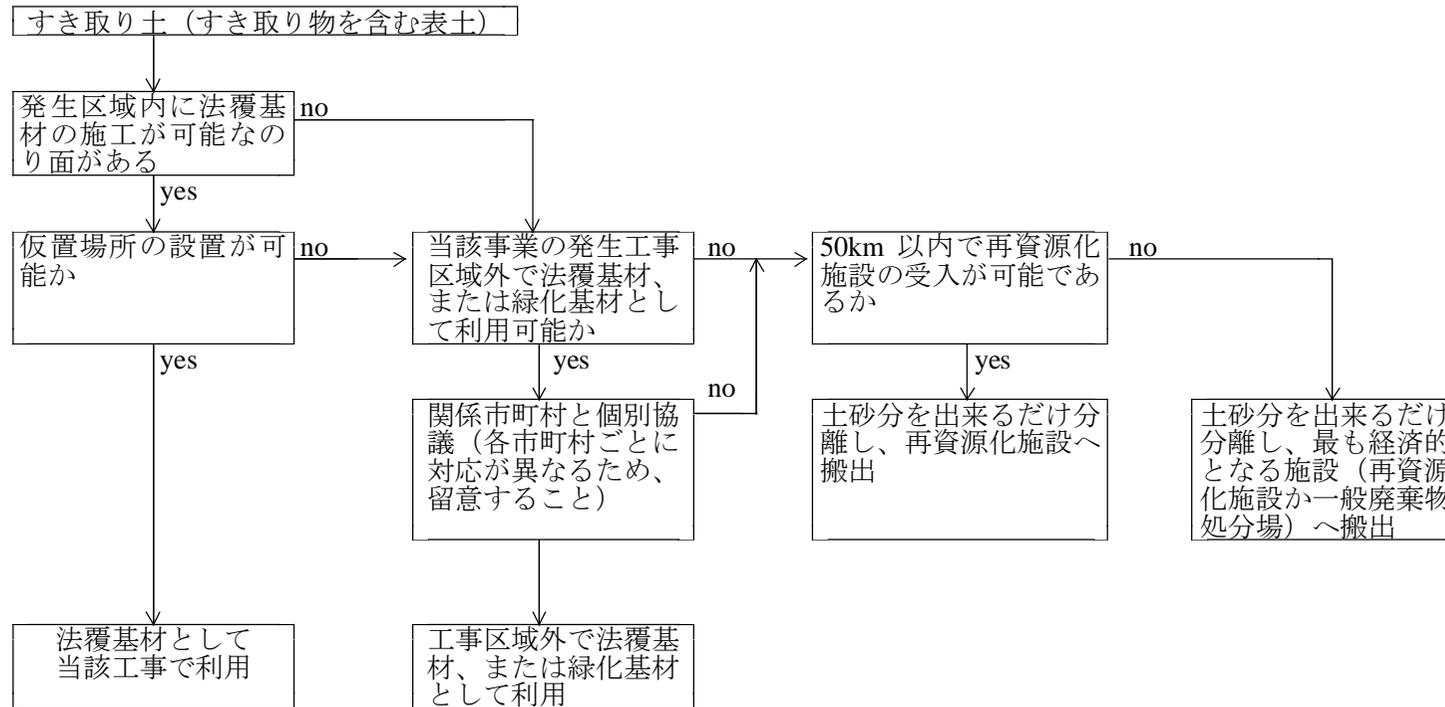 すき取り土（すき取り物を含む表土）
発生区域内に法覆基
材の施工が可能なの
り面がある
no
yes
仮置場所の設置が可
能か
no
yes
当該事業の発生工事
区域外で法覆基材、
または緑化基材とし
て利用可能か
no
yes
50km 以内で再資源化
施設の受入が可能であ
るか
no
yes
関係市町村と個別協
議（各市町村ごとに
対応が異なるため、
留意すること）
no
土砂分を出来るだけ分
離し、再資源化施設へ
搬出
土砂分を出来るだけ
分離し、最も経済的
となる施設（再資源
化施設か一般廃棄物
処分場）へ搬出
法覆基材として
当該工事で利用
工事区域外で法覆基
材、または緑化基材
として利用